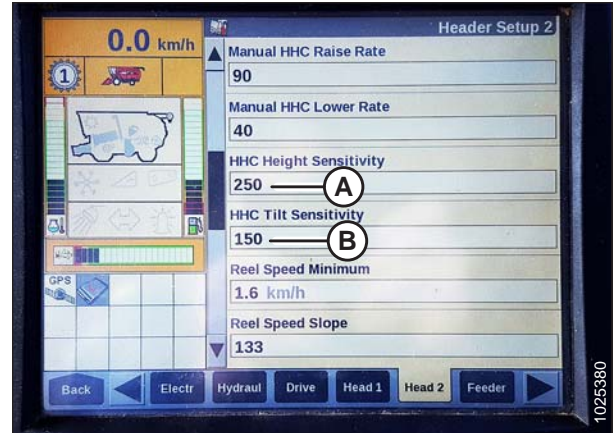 Header Setup 2
0.0 km/h
1
Manual HHC Raise Rate
90
Manual HHC Lower Rate
40
HHC Height Sensitivity
250
A
HHC Tilt Sensitivity
150
B
Reel Speed Minimum
1.6 km/h
Reel Speed Slope
133
GPS
Back
Electr
Hydraul
Drive
Head 1
Head 2
Feeder
1025380